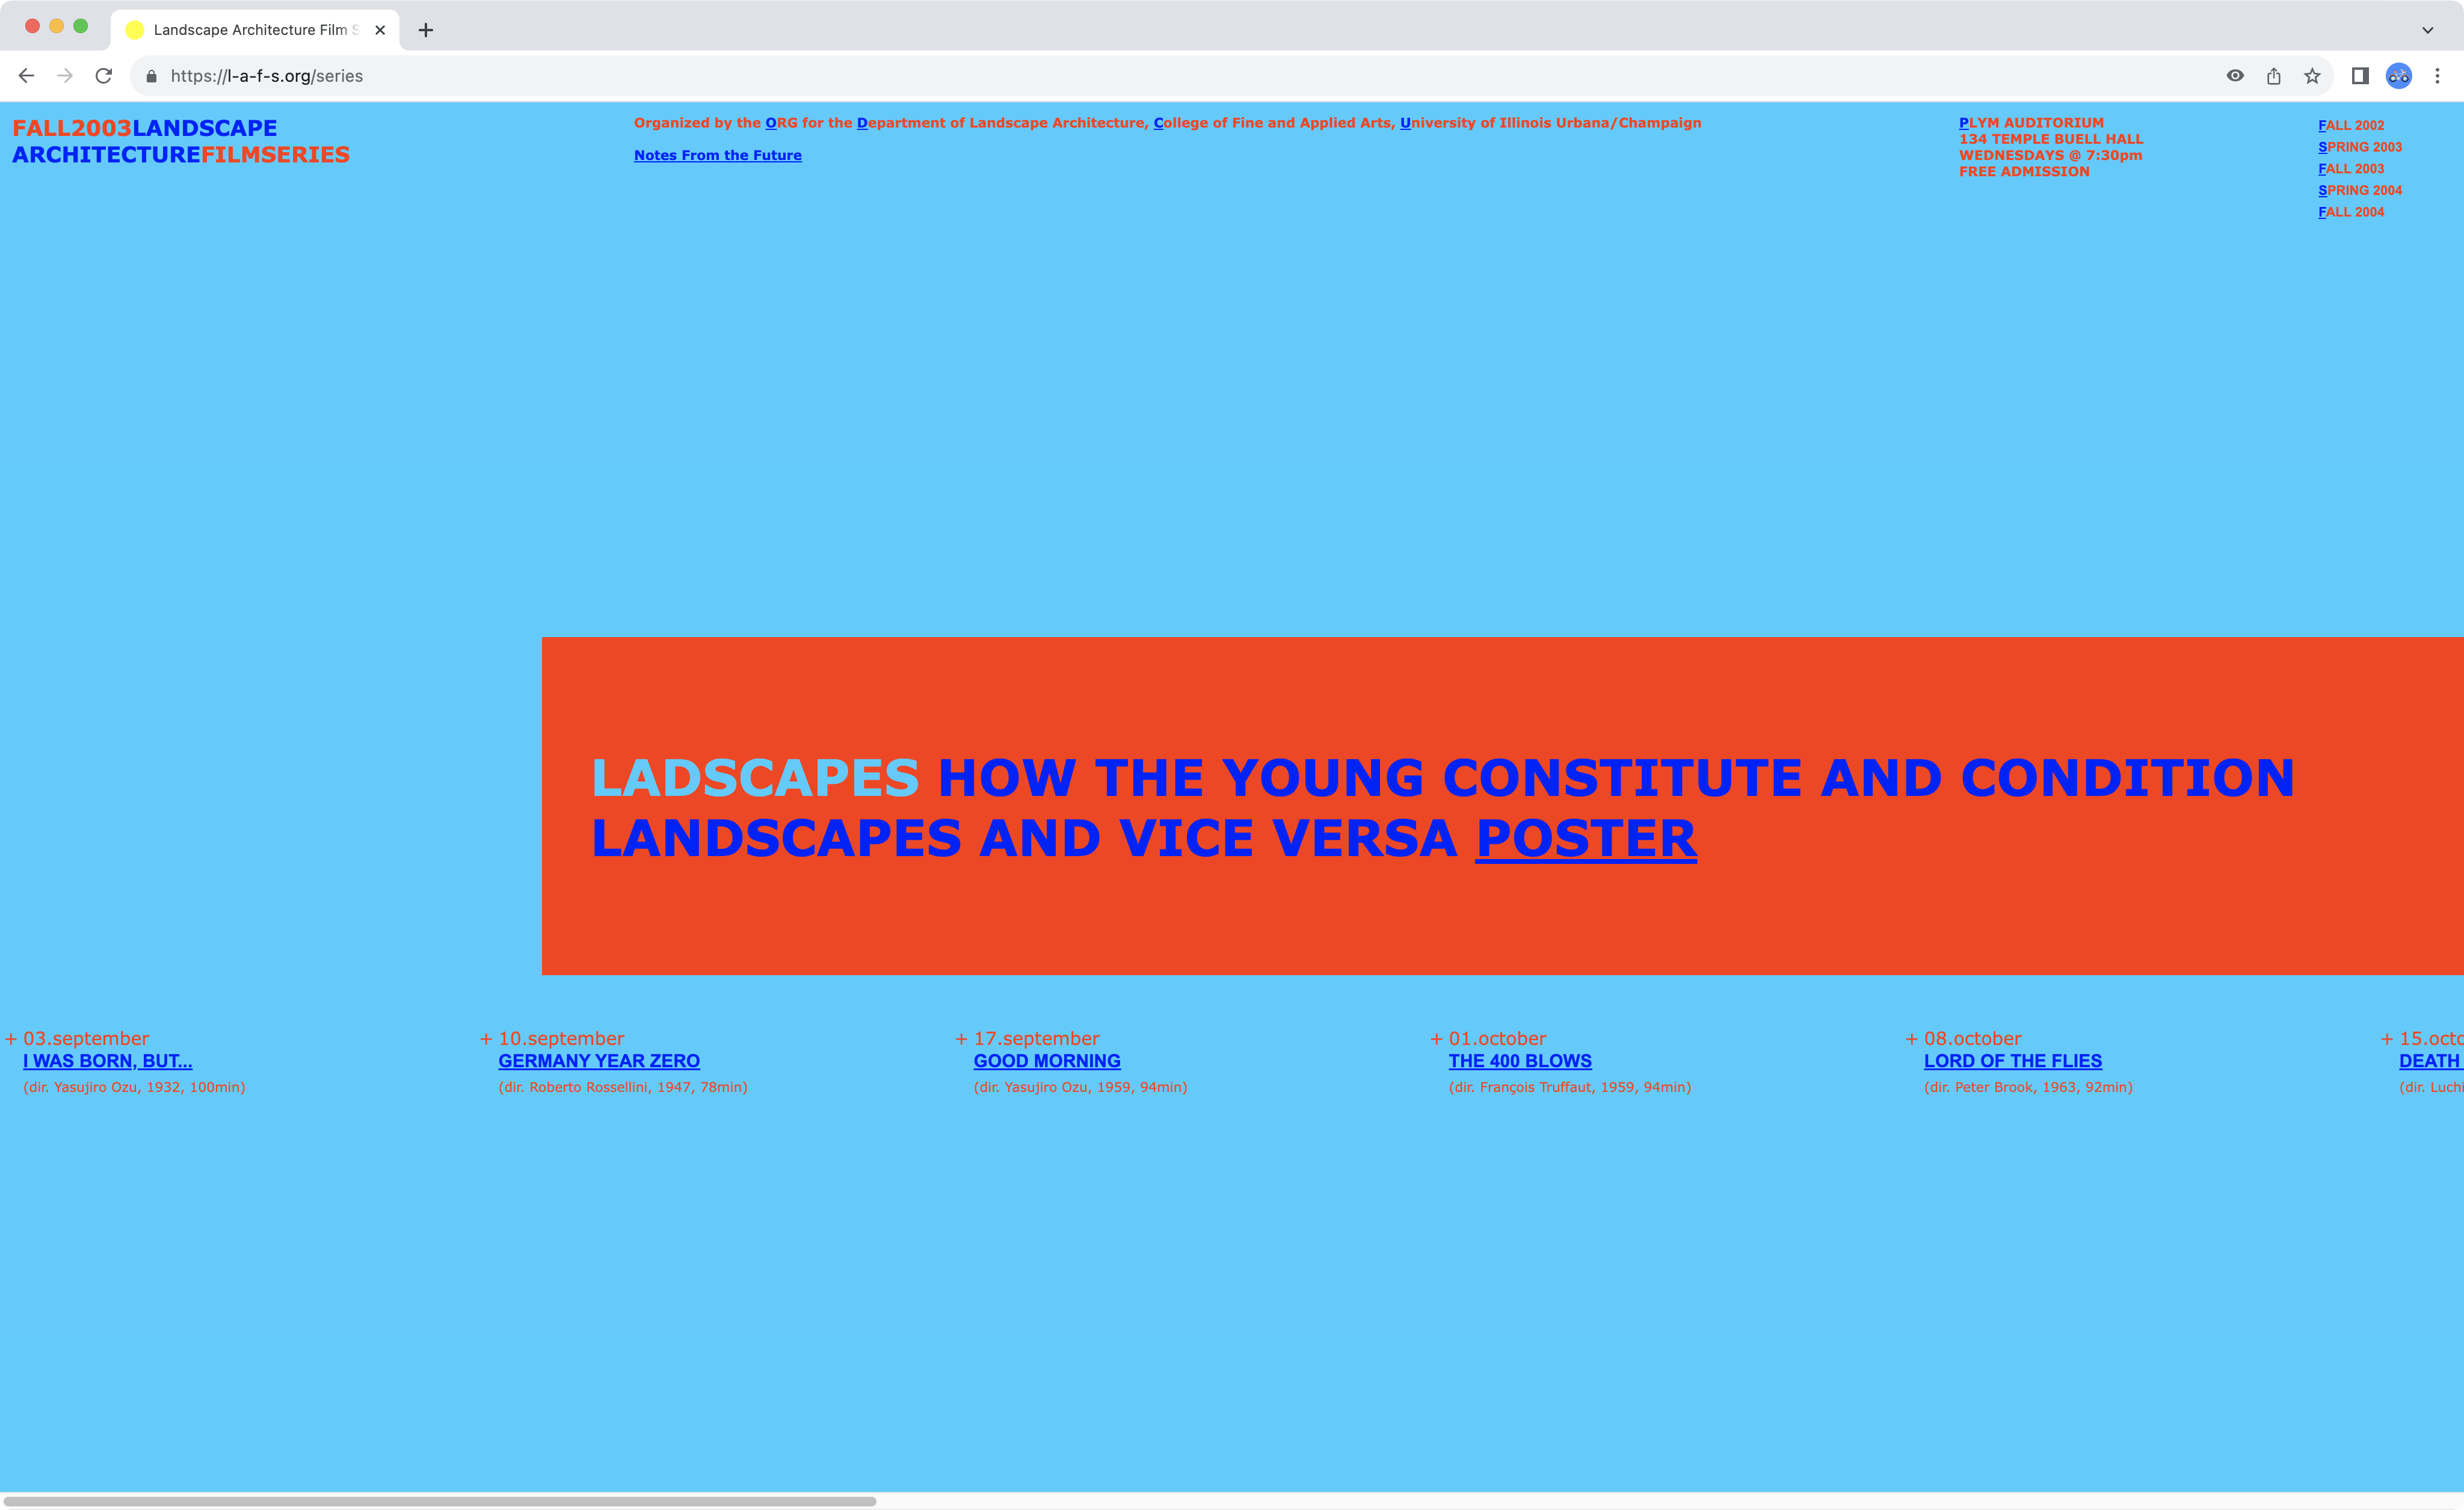 Landscape Architecture Film S
https://l-a-f-s.org/series
FALL2003LANDSCAPE
ARCHITECTUREFILMSERIES
Organized by the ORG for the Department of Landscape Architecture, College of Fine and Applied Arts, University of Illinois Urbana/Champaign
Notes From the Future
PLYM AUDITORIUM
134 TEMPLE BUELL HALL
WEDNESDAYS @ 7:30pm
FREE ADMISSION
FALL 2002
SPRING 2003
FALL 2003
SPRING 2004
FALL 2004
LADSCAPES HOW THE YOUNG CONSTITUTE AND CONDITION
LANDSCAPES AND VICE VERSA POSTER
+ 03.september
I WAS BORN, BUT...
(dir. Yasujiro Ozu, 1932, 100min)
+ 10.september
GERMANY YEAR ZERO
(dir. Roberto Rossellini, 1947, 78min)
+ 17.september
GOOD MORNING
(dir. Yasujiro Ozu, 1959, 94min)
+ 01.october
THE 400 BLOWS
(dir. François Truffaut, 1959, 94min)
+ 08.october
LORD OF THE FLIES
(dir. Peter Brook, 1963, 92min)
+ 15.octo
DEATH
(dir. Luchi